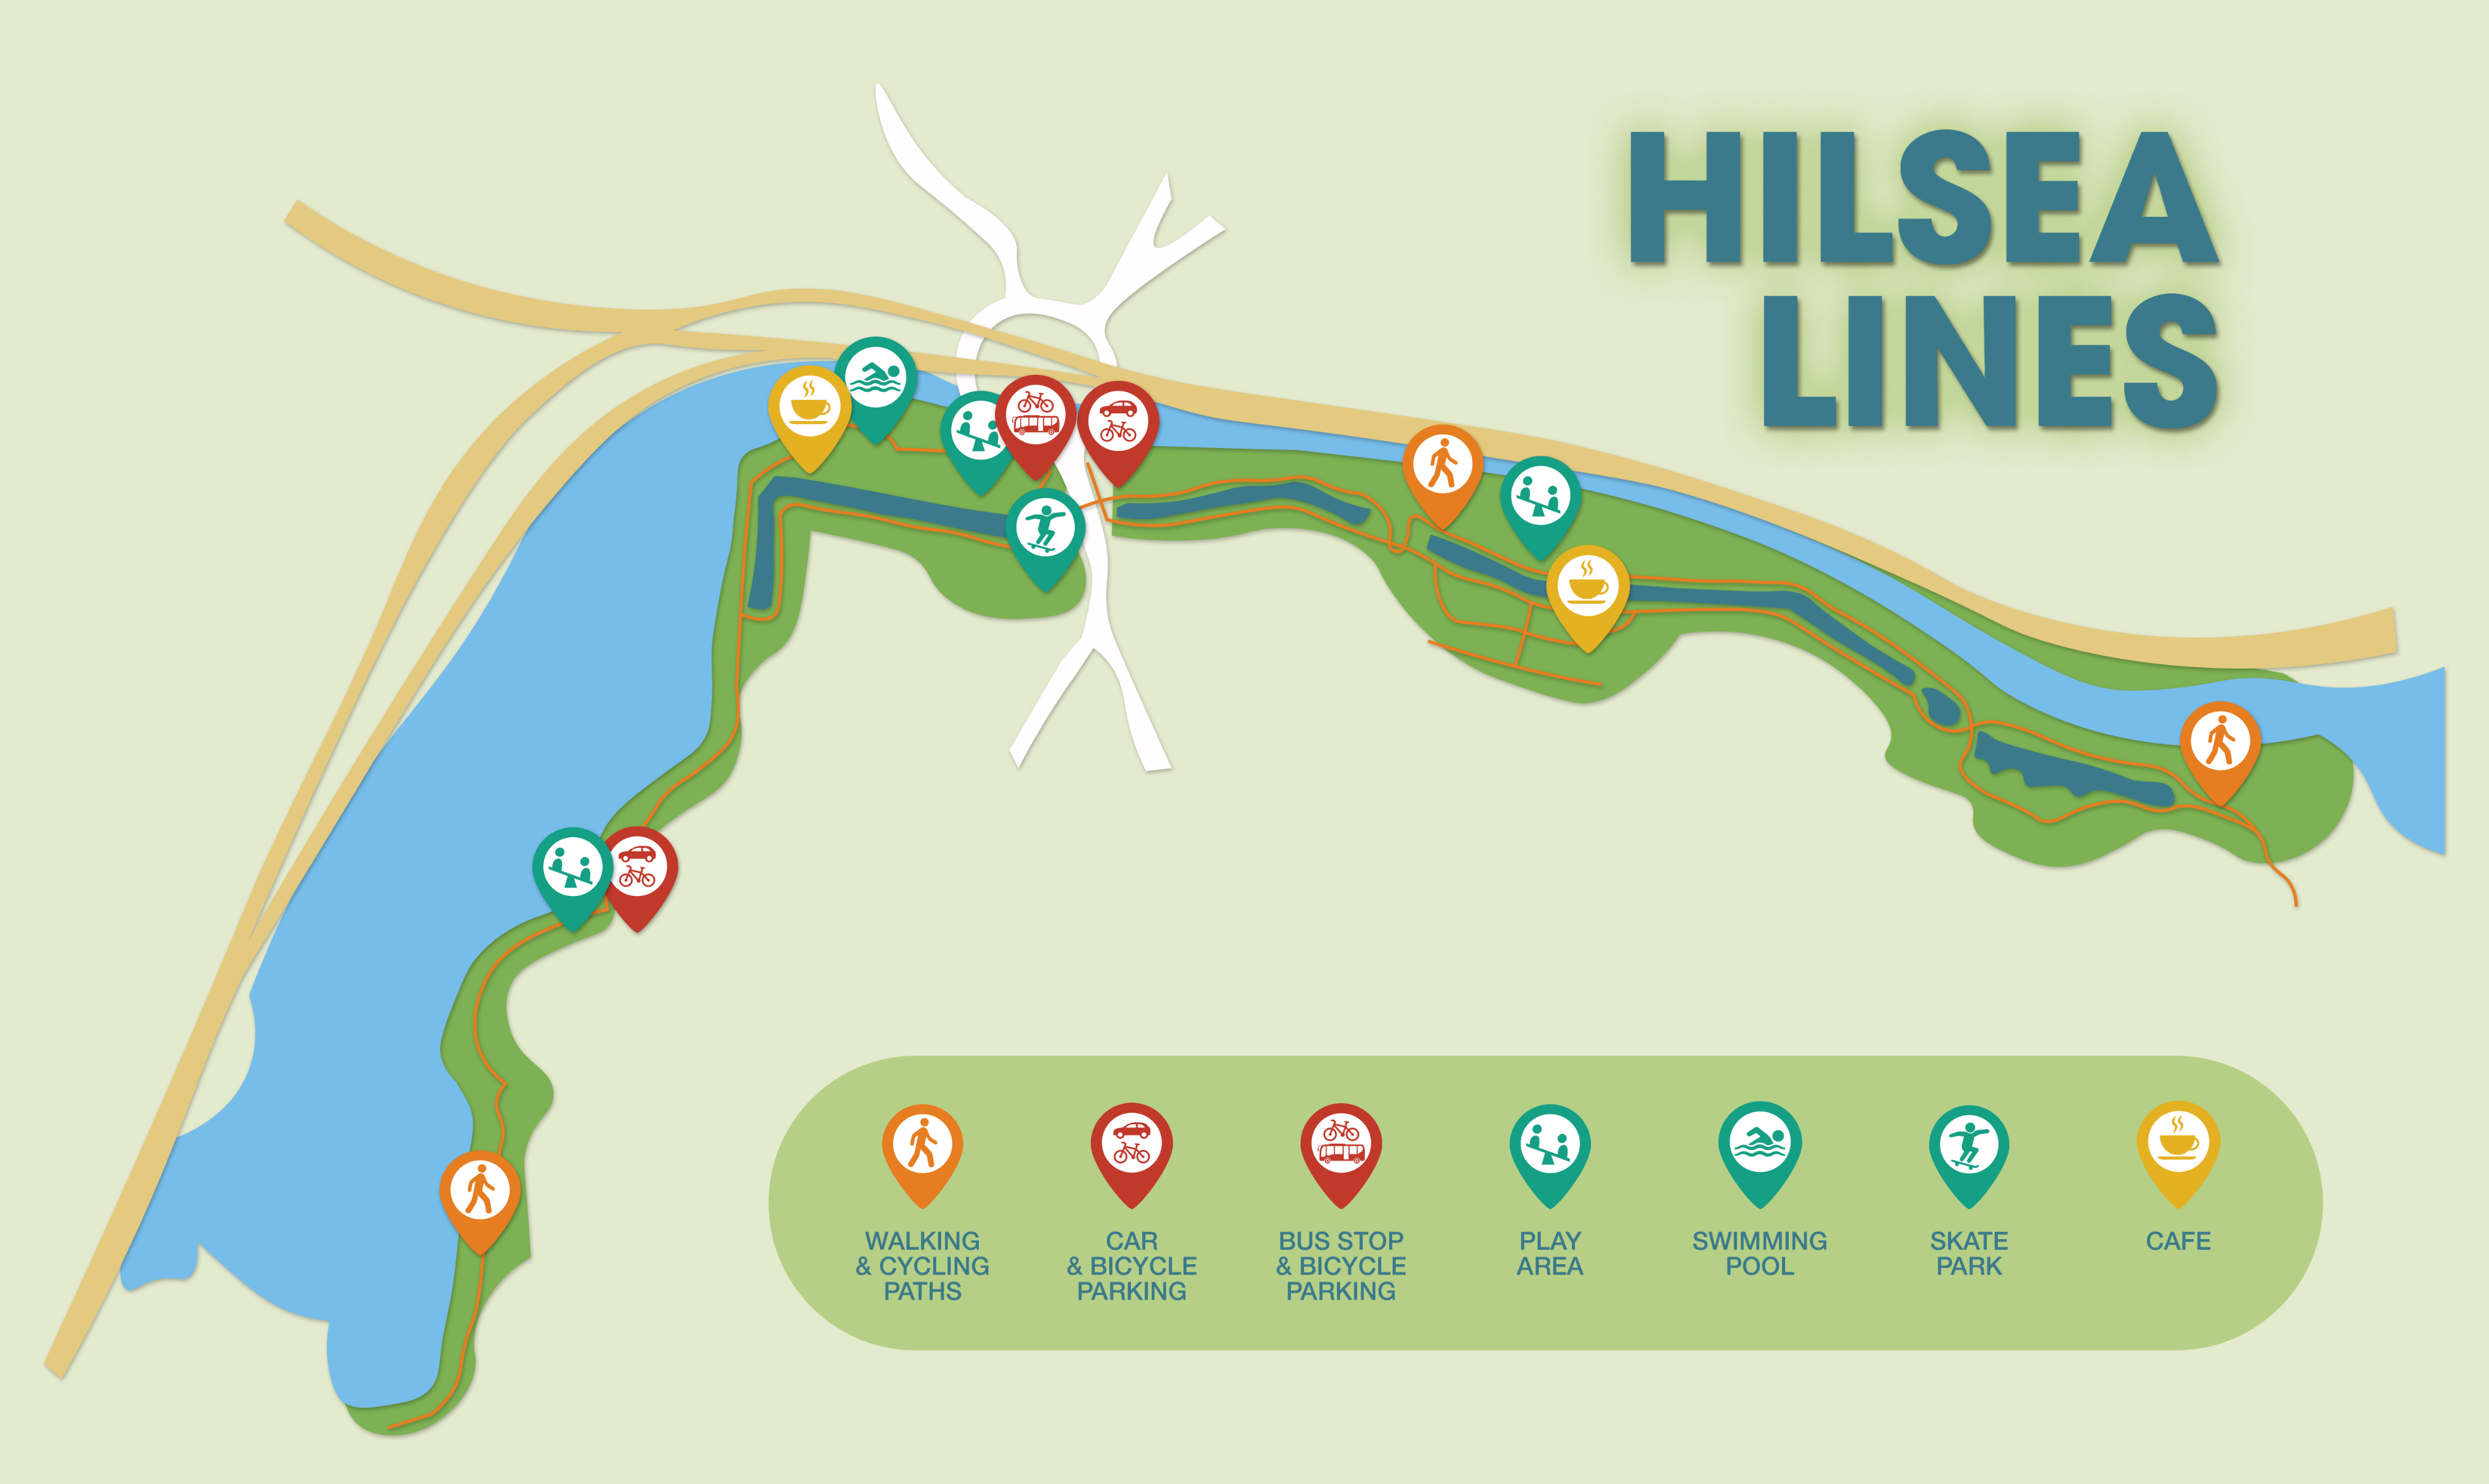 HILSEA
LINES
WALKING
& CYCLING
PATHS
CAR
& BICYCLE
PARKING
BUS STOP
& BICYCLE
PARKING
PLAY
AREA
SWIMMING
POOL
SKATE
PARK
CAFE